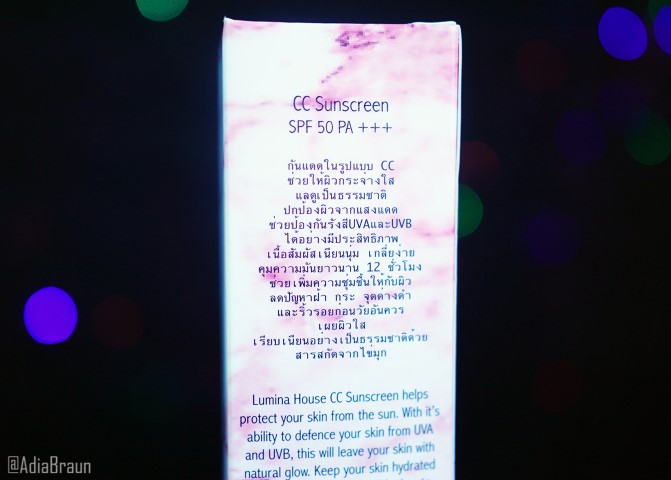 CC Sunscreen
SPF 50 PA +++
กันแดดในรูปแบบ CC
ช่วยให้ผิวกระจ่างใส
แลดูเป็นธรรมชาติ
ปกป้องผิวจากแสงแดด
ช่วยป้องกันรังสีUVAและUVB
ได้อย่างมีประสิทธิภาพ
เนื้อสัมผัสเนียนนุ่ม เกลี่ยง่าย
คุมความมันยาวนาน 12 ชั่วโมง
ช่วยเพิ่มความชุ่มชื้นให้กับผิว
ลดปัญหาฝ้า กระ จุดด่างดำ
และริ้วรอยก่อนวัยอันควร
เผยผิวใส
เรียบเนียนอย่างเป็นธรรมชาติด้วย
สารสกัดจากไข่มุก
Lumina House CC Sunscreen helps
protect your skin from the sun. With it's
ability to defence your skin from UVA
and UVB, this will leave your skin with
natural glow. Keep your skin hydrated
@AdiaBraun